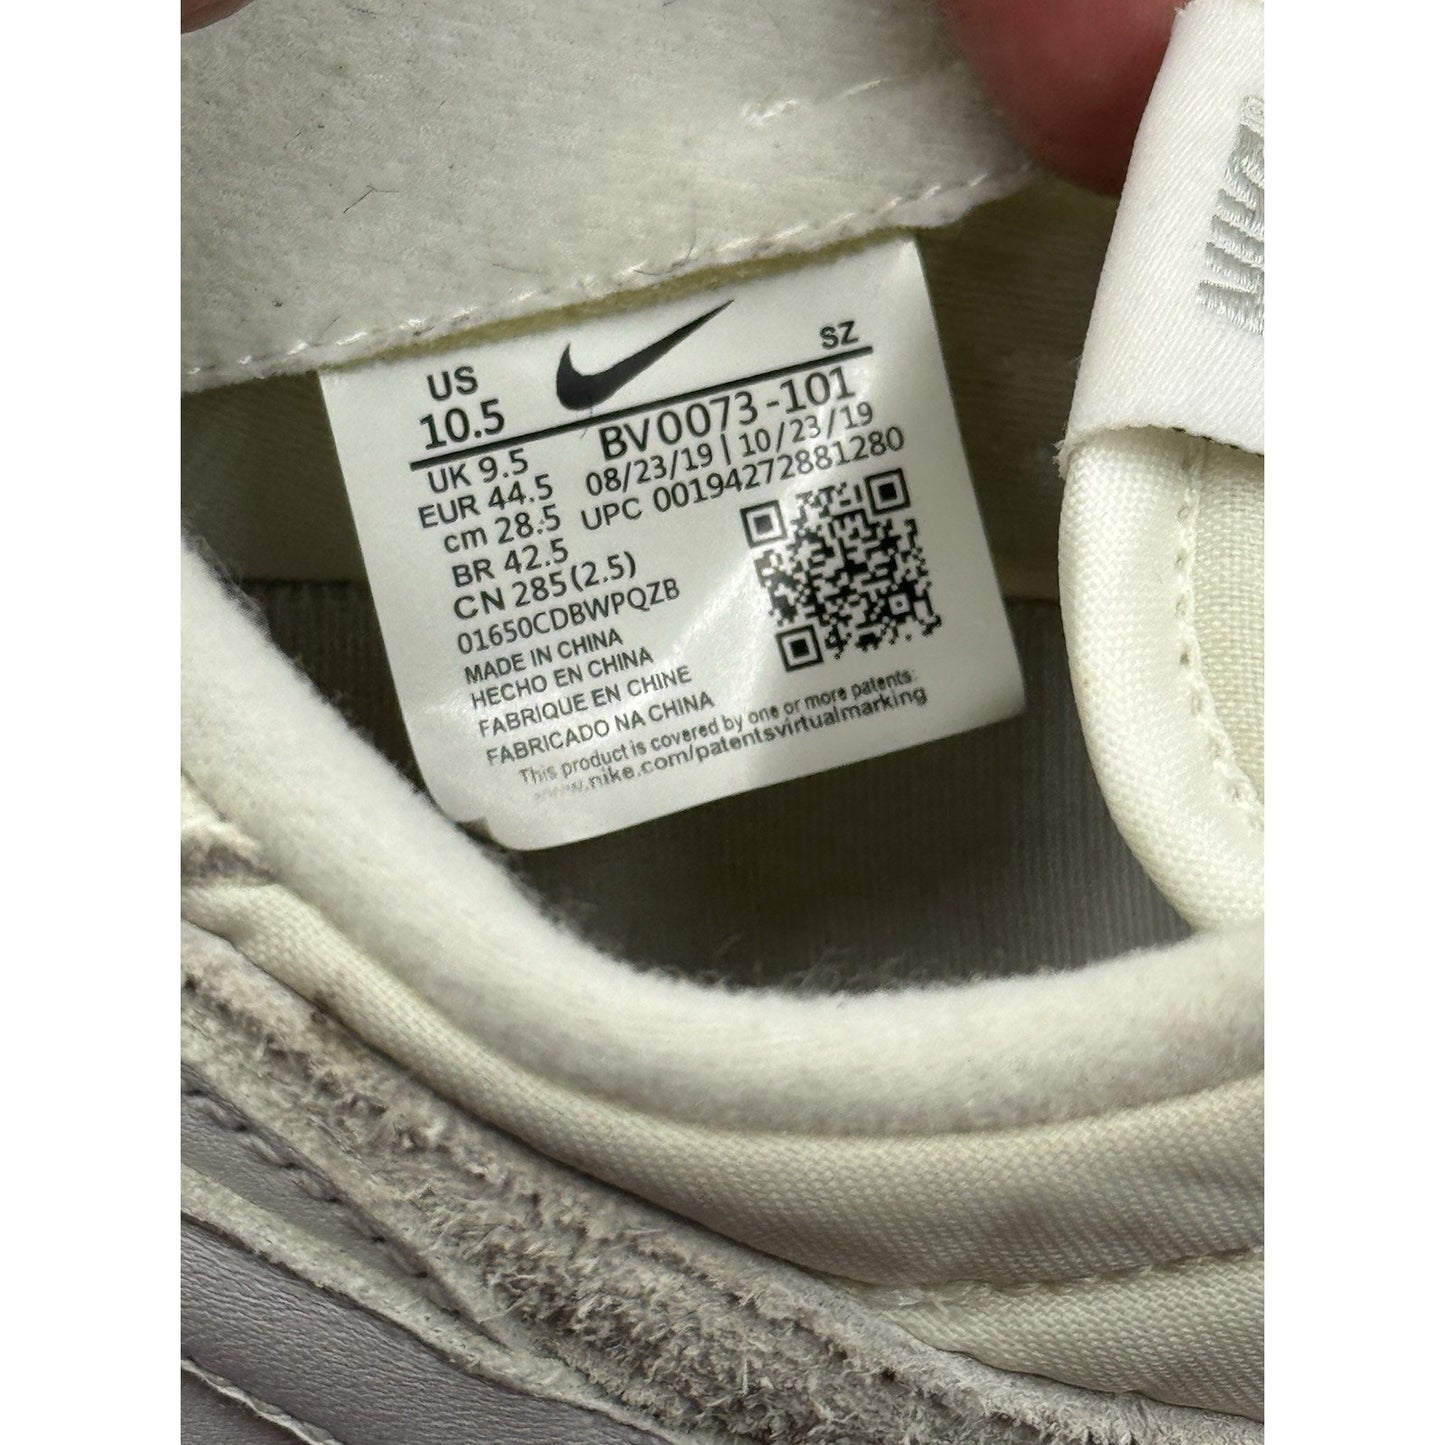 US
10.5
SZ
BV0073-101
UK 9.5
08/23/19 | 10/23/19
EUR 44.5
UPC 00194272881280
cm 28.5
BR 42.5
CN 285(2.5)
01650CDBWPQZB
MADE IN CHINA
HECHO EN CHINA
FABRIQUE EN CHINE
FABRICADO NA CHINA
This product is covered by one or more patents:
www.nike.com/patentsvirtualmarking